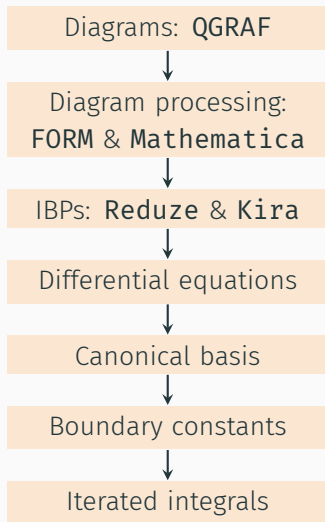 Diagrams: QGRAF
Diagram processing:
FORM & Mathematica
IBPs: Reduze & Kira
Differential equations
Canonical basis
Boundary constants
Iterated integrals